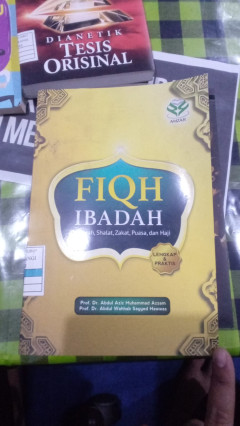 DIANETIK
TESIS
ORISINAL
AMZAH
FIQH
IBADAH
Shalat, Zakat, Puasa, dan Haji
LENGKAP
&
PRAKTIS
Prof. Dr. Abdul Aziz Muhammad Azzam
Prof. Dr. Abdul Wahhab Sayyed Hawwas